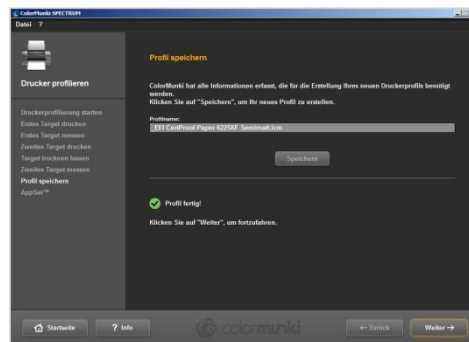 ColorMunki SPECTRUM
Datei ?
Drucker profilieren
Druckerprofilierung starten
Erstes Target drucken
Erstes Target messen
Zweites Target drucken
Target trocknen lassen
Zweites Target messen
Profil speichern
AppSet™
Profil speichern
ColorMunki hat alle Informationen erfasst, die für die Erstellung Ihres neuen Druckerprofils benötigt
werden.
Klicken Sie auf "Speichern", um Ihr neues Profil zu erstellen.
Profilname:
_EFI CertProof Paper 6225XF Semimatt.icm
Speichern
Profil fertig!
Klicken Sie auf "Weiter", um fortzufahren.
Startseite
? Info
colormunki
← Zurück
Weiter →